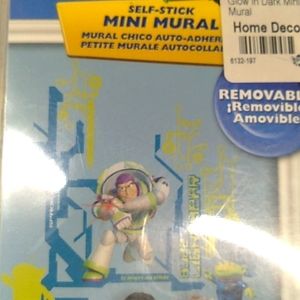 SELF-STICK
MINI MURAL
MURAL CHICO AUTO-ADHE
PETITE MURALE AUTOCOLLA
Glow in Dark Mini
Mural
Home Deco
6132-197
REMOVABLE
¡Removible
Amovible